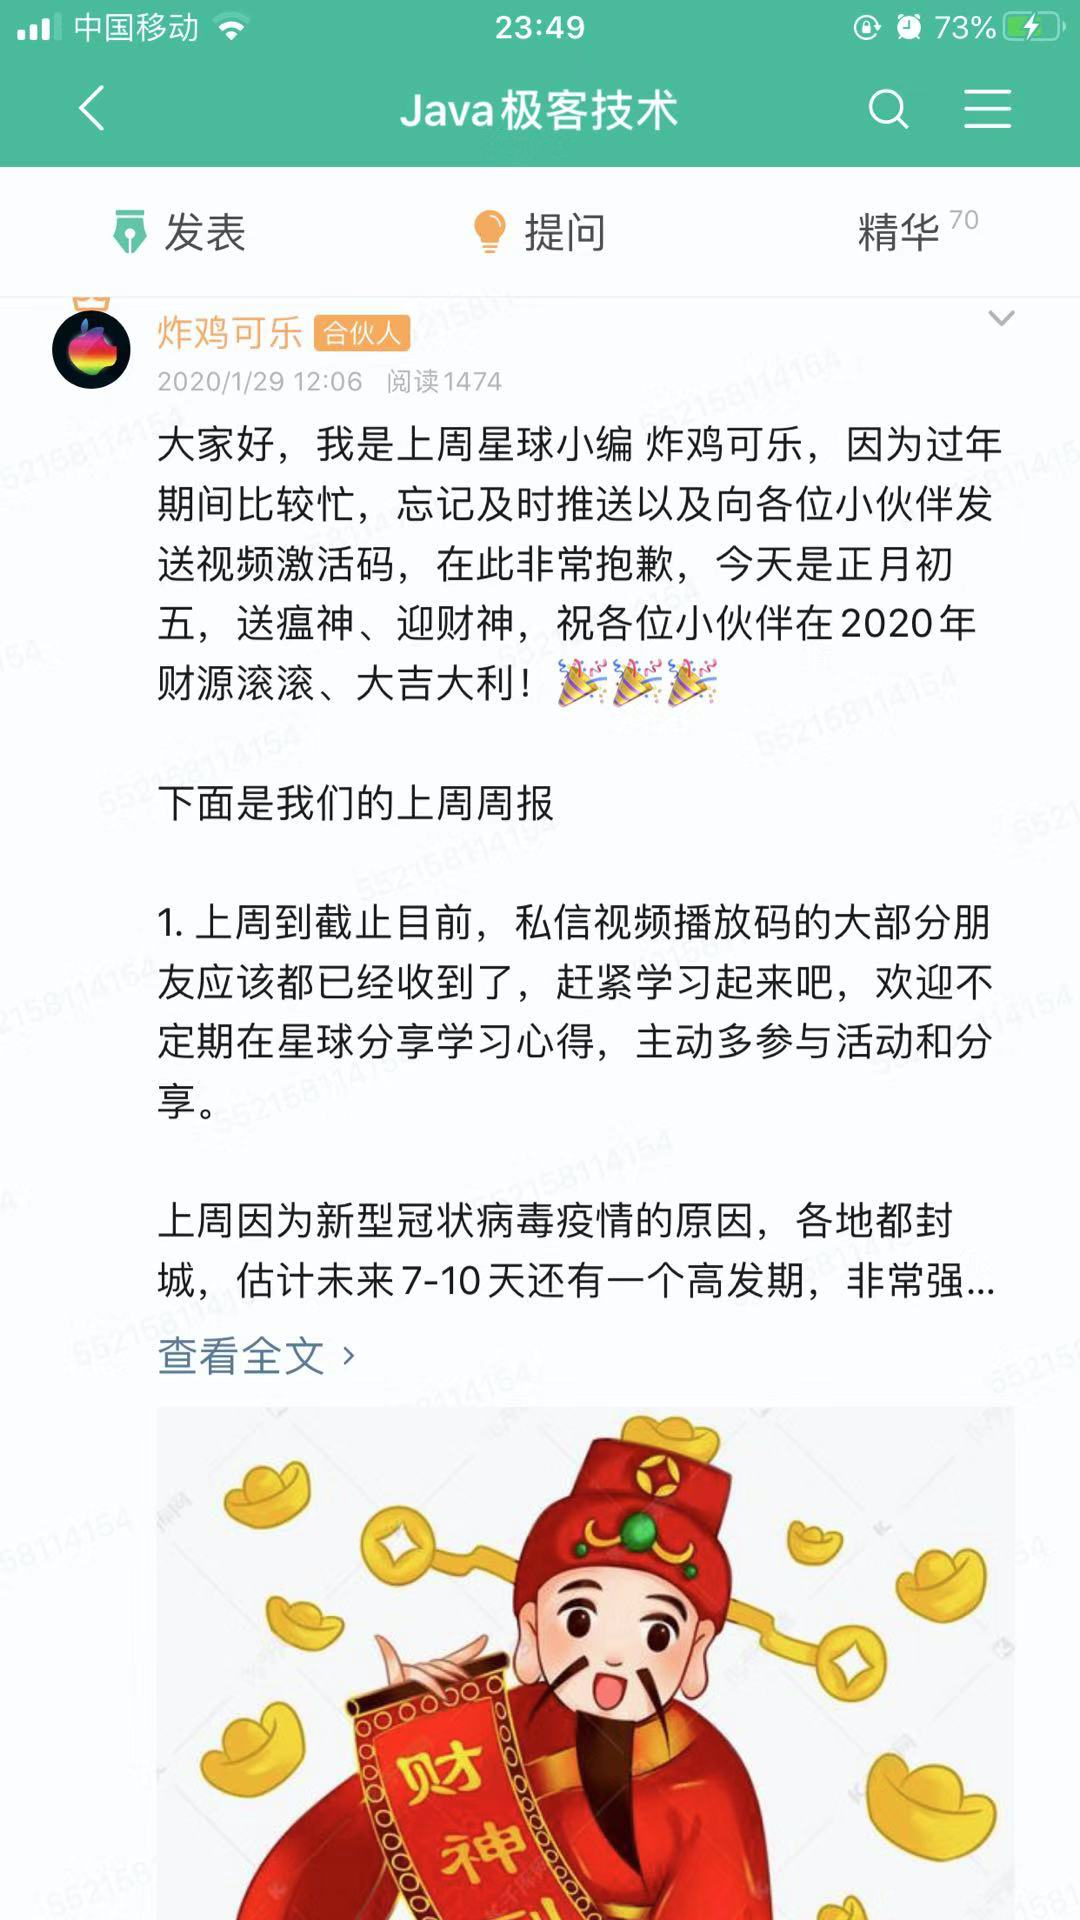 中国移动 23:49 73%
Java极客技术
发表 提问 精华 70
炸鸡可乐 合伙人
2020/1/29 12:06 阅读1474
大家好，我是上周星球小编 炸鸡可乐，因为过年
期间比较忙，忘记及时推送以及向各位小伙伴发
送视频激活码，在此非常抱歉，今天是正月初
五，送瘟神、迎财神，祝各位小伙伴在2020年
财源滚滚、大吉大利！🎉🎉🎉
下面是我们的上周周报
1. 上周到截止目前，私信视频播放码的大部分朋
友应该都已经收到了，赶紧学习起来吧，欢迎不
定期在星球分享学习心得，主动多参与活动和分
享。
上周因为新型冠状病毒疫情的原因，各地都封
城，估计未来7-10天还有一个高发期，非常强...
查看全文 ›
财
神
552158114154